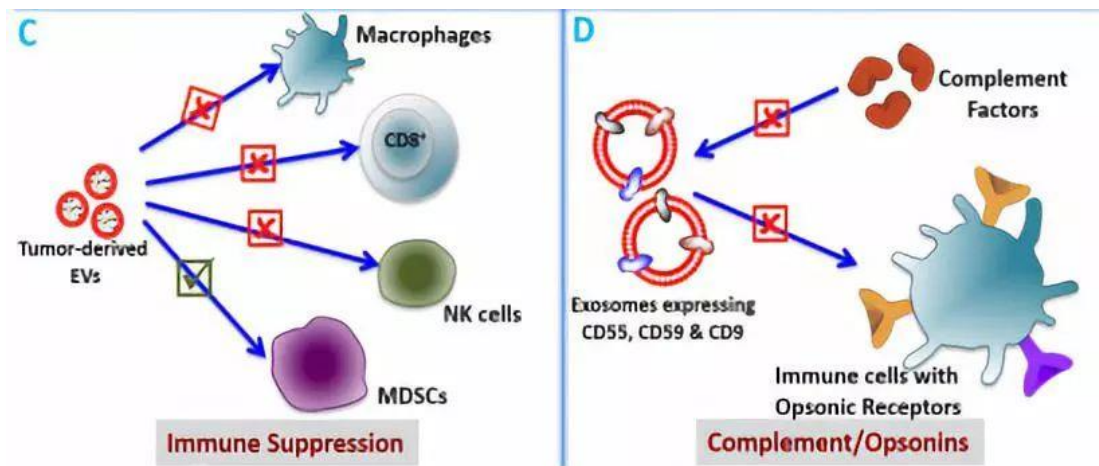 C
Macrophages
CD8⁺
Tumor-derived
EVs
NK cells
MDSCs
Immune Suppression
D
Complement
Factors
Exosomes expressing
CD55, CD59 & CD9
Immune cells with
Opsonic Receptors
Complement/Opsonins